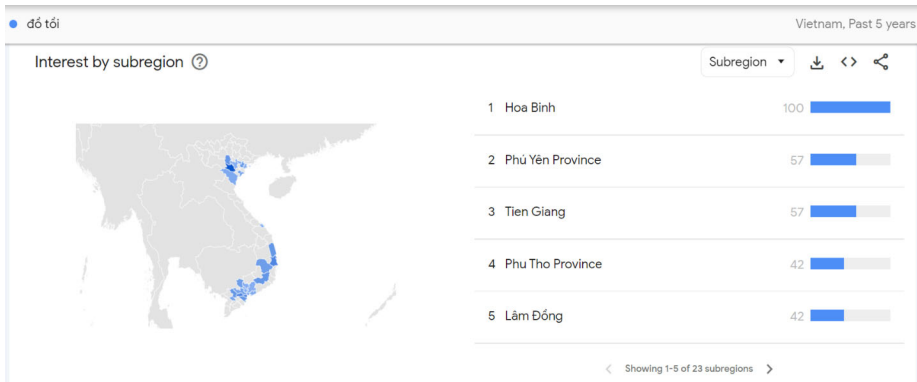 đồ tồi
Vietnam, Past 5 years
Interest by subregion
Subregion
1 Hoa Binh 100
2 Phú Yên Province 57
3 Tien Giang 57
4 Phu Tho Province 42
5 Lâm Đồng 42
Showing 1-5 of 23 subregions